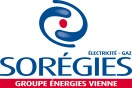 ÉLECTRICITÉ - GAZ
SORÉGIES
GROUPE ÉNERGIES VIENNE